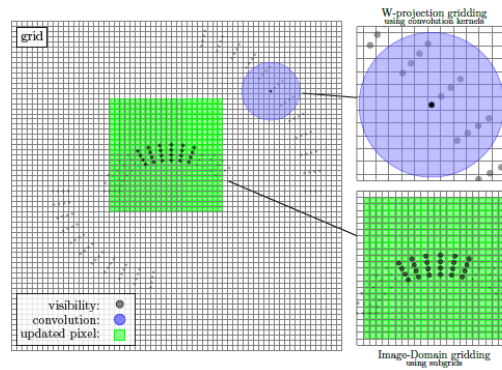 grid
W-projection gridding
using convolution kernels
visibility:
convolution:
updated pixel:
Image-Domain gridding
using subgrids